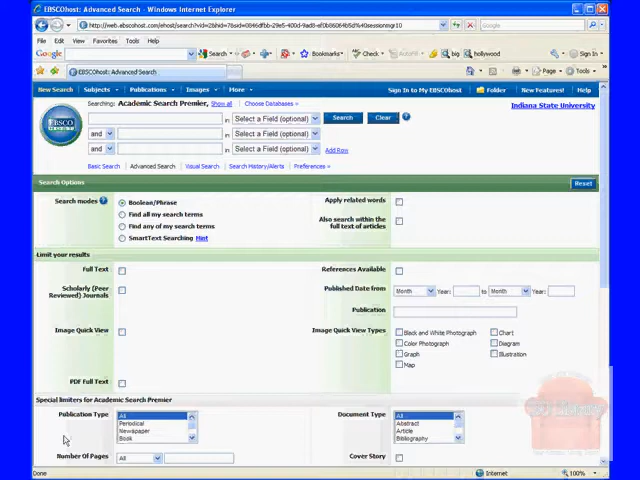 EBSCOhost: Advanced Search - Windows Internet Explorer
File Edit View Favorites Tools Help
Google Bookmarks Check AutoFill big hollywood Sign In
EBSCOhost: Advanced Search Page Tools
New Search Subjects Publications Images More Sign In to My EBSCOhost Folder New Features! Help
Searching: Academic Search Premier, Show all Choose Databases » Indiana State University
EBSCO
HOST
in Select a Field (optional) Search Clear
and in Select a Field (optional)
and in Select a Field (optional) Add Row
Basic Search Advanced Search Visual Search Search History/Alerts Preferences »
Search Options Reset
Search modes Boolean/Phrase
Find all my search terms
Find any of my search terms
SmartText Searching Hint
Apply related words
Also search within the
full text of articles
Limit your results
Full Text
Scholarly (Peer
Reviewed) Journals
Image Quick View
PDF Full Text
References Available
Published Date from Month Year: to Month Year:
Publication
Image Quick View Types Black and White Photograph Chart
Color Photograph Diagram
Graph Illustration
Map
Special limiters for Academic Search Premier
Publication Type All
Periodical
Newspaper
Book
Document Type All
Abstract
Article
Bibliography
Number Of Pages All
Cover Story
Done Internet 100%